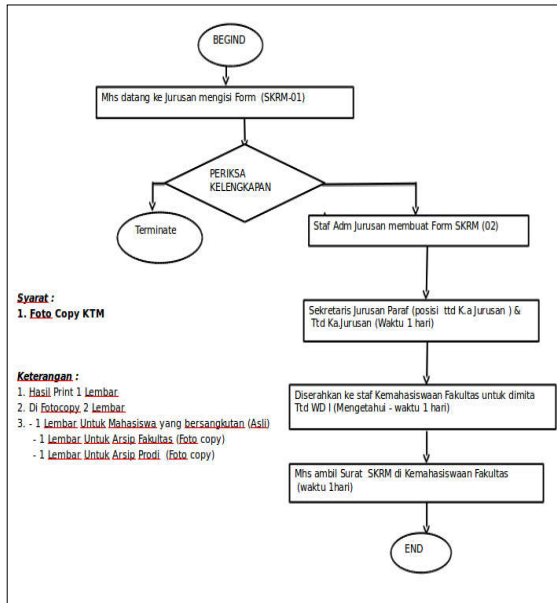 BEGIND
Mhs datang ke Jurusan mengisi Form (SKRM-01)
PERIKSA
KELENGKAPAN
Terminate
Staf Adm Jurusan membuat Form SKRM (02)
Sekretaris Jurusan Paraf (posisi ttd K.a Jurusan ) &
Ttd Ka.Jurusan (Waktu 1 hari)
Diserahkan ke staf Kemahasiswaan Fakultas untuk dimita
Ttd WD I (Mengetahui - waktu 1 hari)
Mhs ambil Surat SKRM di Kemahasiswaan Fakultas
(waktu 1hari)
END
Syarat :
1. Foto Copy KTM
Keterangan :
1. Hasil Print 1 Lembar
2. Di Fotocopy 2 Lembar
3. - 1 Lembar Untuk Mahasiswa yang bersangkutan (Asli)
- 1 Lembar Untuk Arsip Fakultas (Foto copy)
- 1 Lembar Untuk Arsip Prodi (Foto copy)